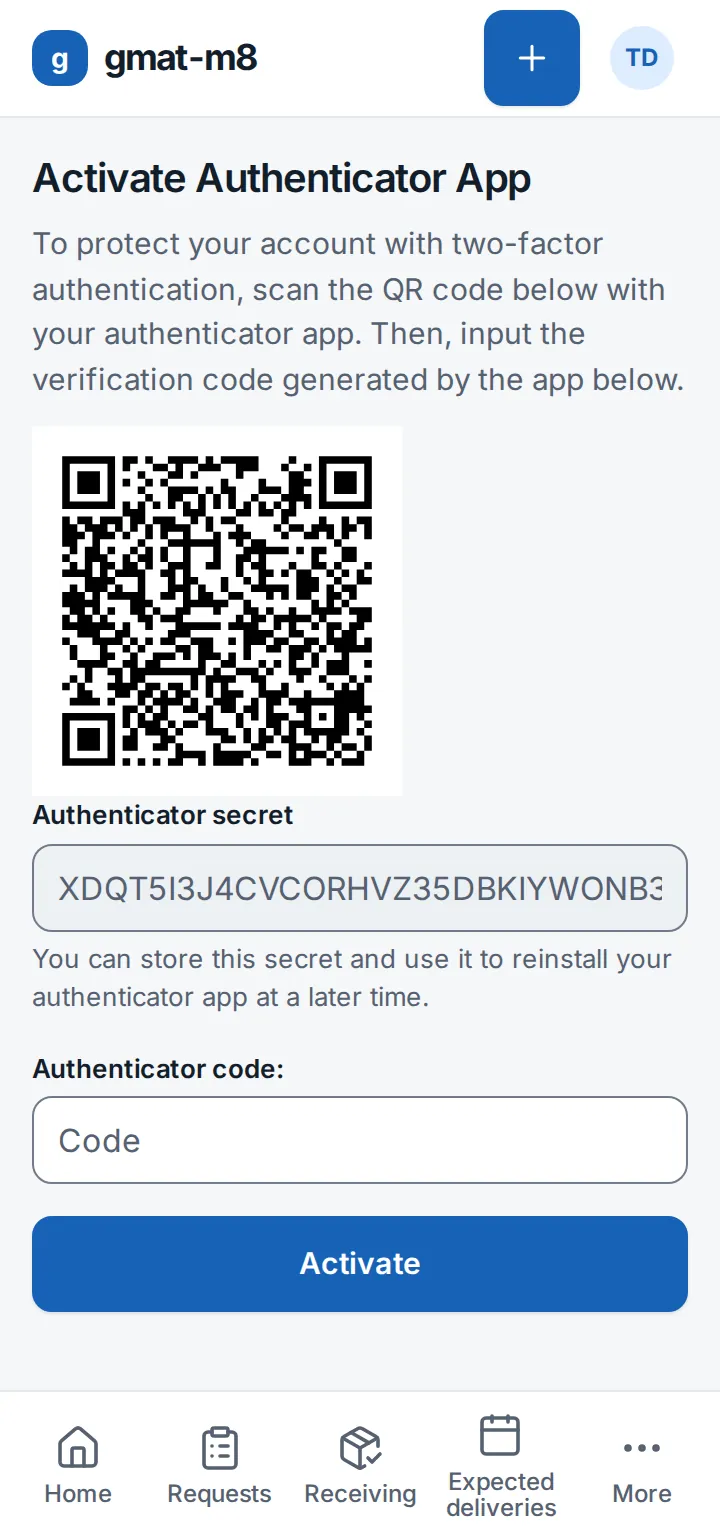 g
gmat-m8
TD
Activate Authenticator App
To protect your account with two-factor
authentication, scan the QR code below with
your authenticator app. Then, input the
verification code generated by the app below.
Authenticator secret
XDQT5I3J4CVCORHVZ35DBKIYWONB3
You can store this secret and use it to reinstall your
authenticator app at a later time.
Authenticator code:
Code
Activate
Home
Requests
Receiving
Expected
deliveries
More